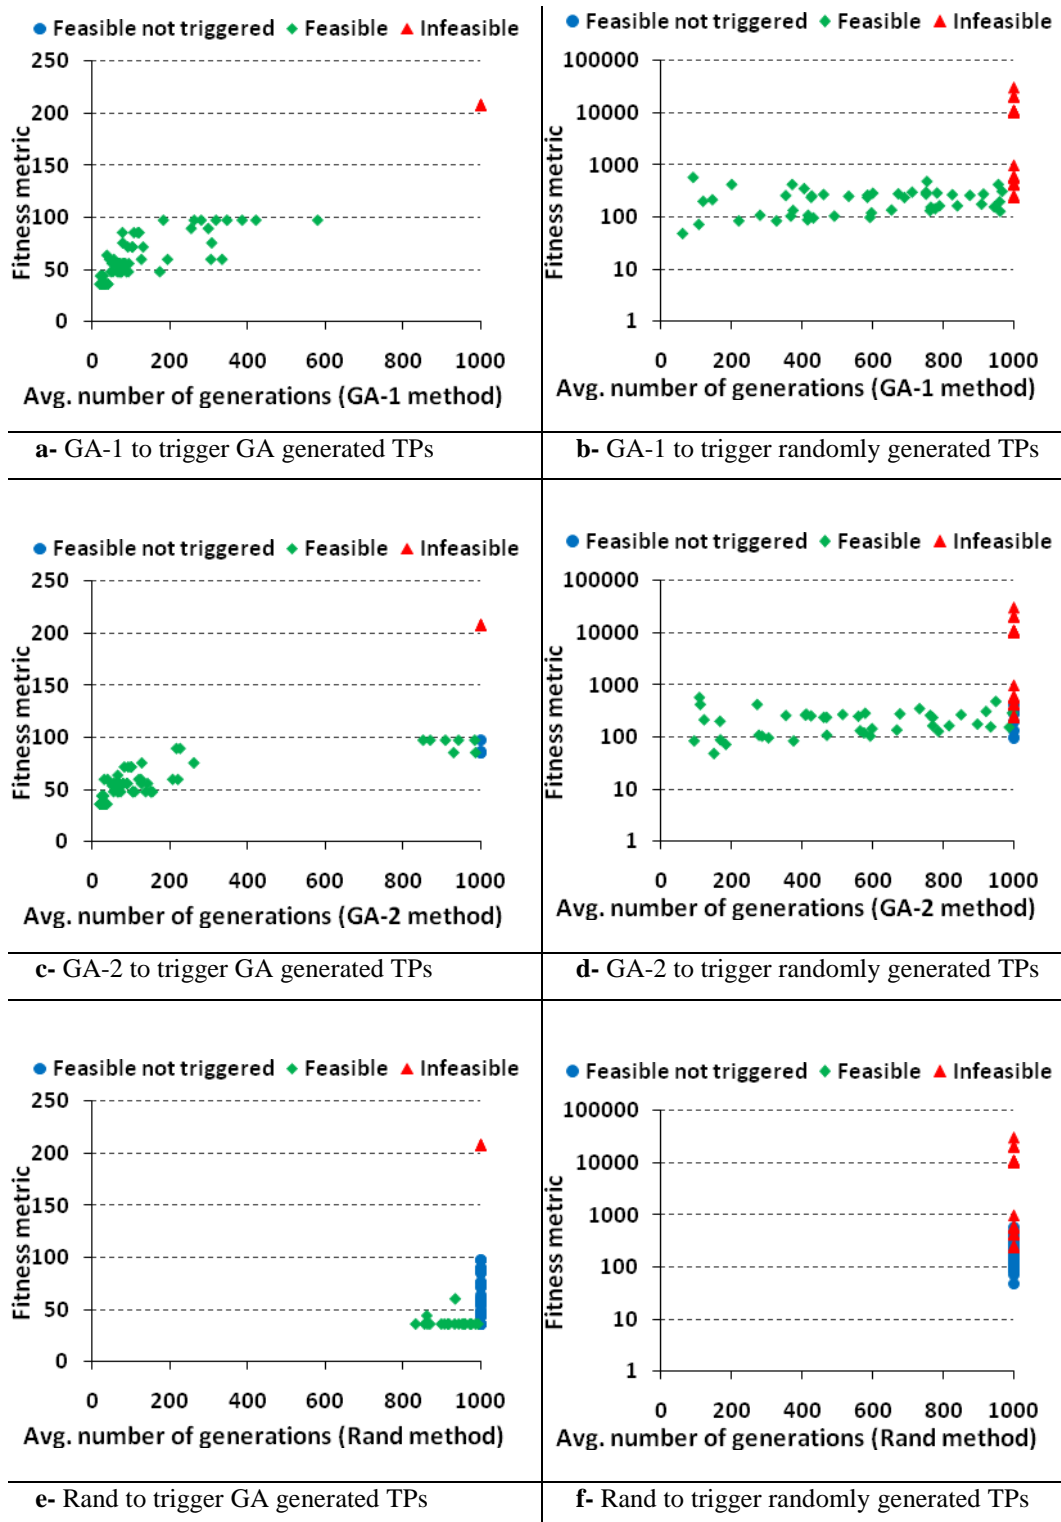 Feasible not triggered Feasible Infeasible
250
200
150
100
50
0
Fitness metric
0 200 400 600 800 1000
Avg. number of generations (GA-1 method)
a- GA-1 to trigger GA generated TPs
Feasible not triggered Feasible Infeasible
100000
10000
1000
100
10
1
Fitness metric
0 200 400 600 800 1000
Avg. number of generations (GA-1 method)
b- GA-1 to trigger randomly generated TPs
Feasible not triggered Feasible Infeasible
250
200
150
100
50
0
Fitness metric
0 200 400 600 800 1000
Avg. number of generations (GA-2 method)
c- GA-2 to trigger GA generated TPs
Feasible not triggered Feasible Infeasible
100000
10000
1000
100
10
1
Fitness metric
0 200 400 600 800 1000
Avg. number of generations (GA-2 method)
d- GA-2 to trigger randomly generated TPs
Feasible not triggered Feasible Infeasible
250
200
150
100
50
0
Fitness metric
0 200 400 600 800 1000
Avg. number of generations (Rand method)
e- Rand to trigger GA generated TPs
Feasible not triggered Feasible Infeasible
100000
10000
1000
100
10
1
Fitness metric
0 200 400 600 800 1000
Avg. number of generations (Rand method)
f- Rand to trigger randomly generated TPs